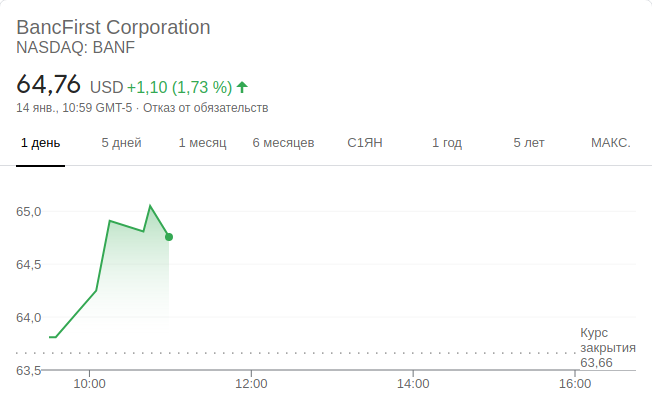 BancFirst Corporation
NASDAQ: BANF
64,76 USD +1,10 (1,73 %)
14 янв., 10:59 GMT-5 · Отказ от обязательств
1 день 5 дней 1 месяц 6 месяцев С1ЯН 1 год 5 лет МАКС.
65,0
64,5
64,0
Курс
закрытия
63,66
63,5
10:00 12:00 14:00 16:00